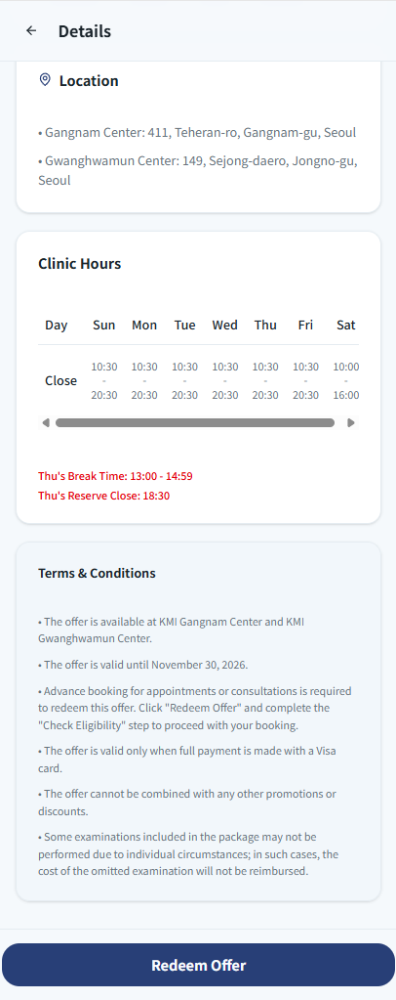 Details
Location
• Gangnam Center: 411, Teheran-ro, Gangnam-gu, Seoul
• Gwanghwamun Center: 149, Sejong-daero, Jongno-gu,
Seoul
Clinic Hours
Day Sun Mon Tue Wed Thu Fri Sat
Close 10:30 - 20:30 10:30 - 20:30 10:30 - 20:30 10:30 - 20:30 10:30 - 20:30 10:30 - 20:30 10:00 - 16:00
Thu's Break Time: 13:00 - 14:59
Thu's Reserve Close: 18:30
Terms & Conditions
• The offer is available at KMI Gangnam Center and KMI
Gwanghwamun Center.
• The offer is valid until November 30, 2026.
• Advance booking for appointments or consultations is required
to redeem this offer. Click "Redeem Offer" and complete the
"Check Eligibility" step to proceed with your booking.
• The offer is valid only when full payment is made with a Visa
card.
• The offer cannot be combined with any other promotions or
discounts.
• Some examinations included in the package may not be
performed due to individual circumstances; in such cases, the
cost of the omitted examination will not be reimbursed.
Redeem Offer